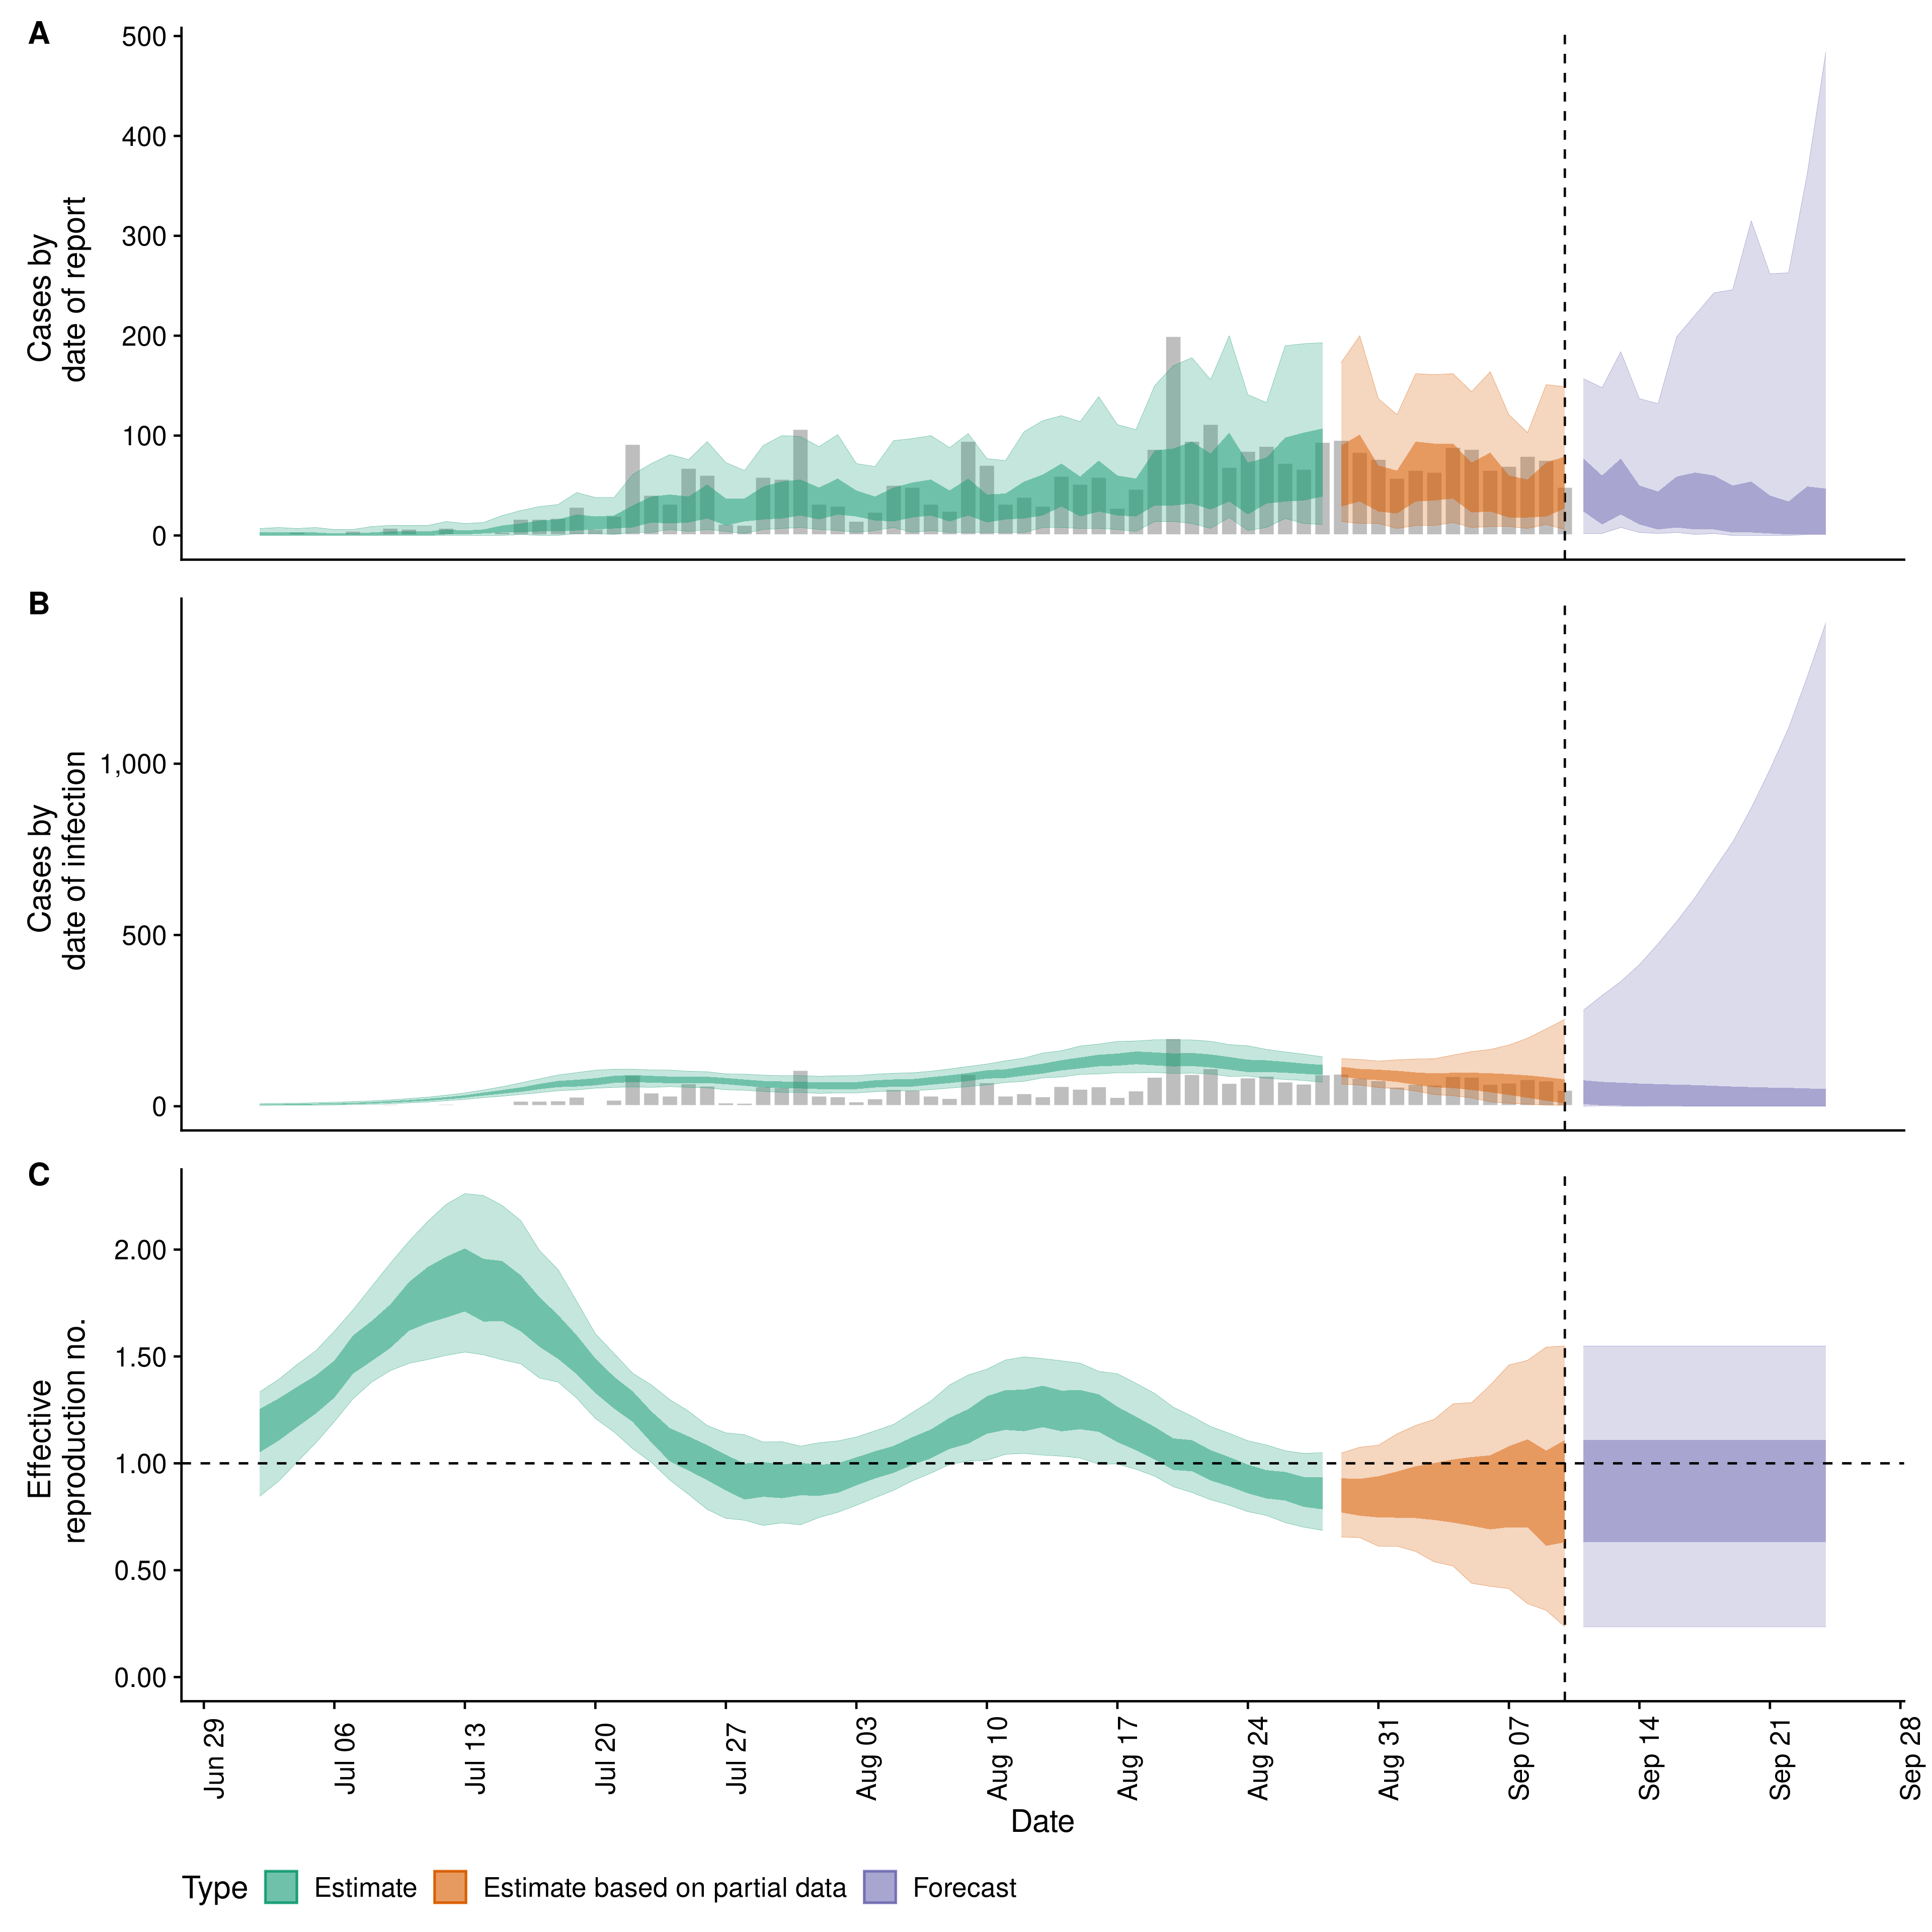 A
500
400
300
200
100
0
Cases by
date of report
B
1,000
500
0
Cases by
date of infection
C
2.00
1.50
1.00
0.50
0.00
Effective
reproduction no.
Jun 29
Jul 06
Jul 13
Jul 20
Jul 27
Aug 03
Aug 10
Aug 17
Aug 24
Aug 31
Sep 07
Sep 14
Sep 21
Sep 28
Date
Type Estimate Estimate based on partial data Forecast